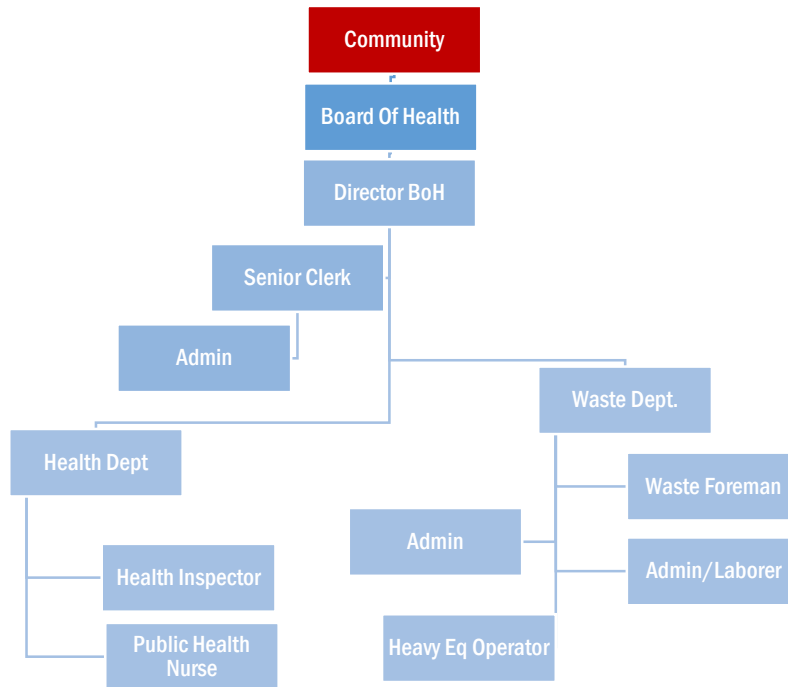 Community
Board Of Health
Director BoH
Senior Clerk
Admin
Waste Dept.
Health Dept
Waste Foreman
Admin
Admin/Laborer
Health Inspector
Public Health
Nurse
Heavy Eq Operator